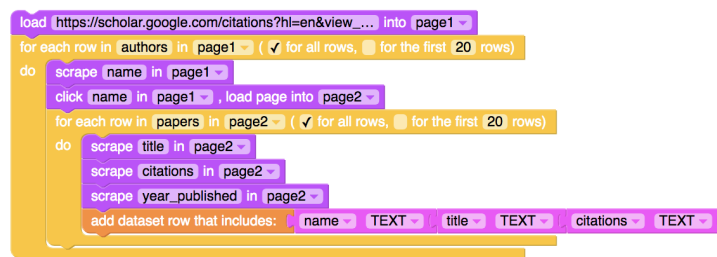 load https://scholar.google.com/citations?hl=en&view_... into page1
for each row in authors in page1 ( ✓ for all rows, for the first 20 rows)
do scrape name in page1
click name in page1 , load page into page2
for each row in papers in page2 ( ✓ for all rows, for the first 20 rows)
do scrape title in page2
scrape citations in page2
scrape year_published in page2
add dataset row that includes: name TEXT title TEXT citations TEXT